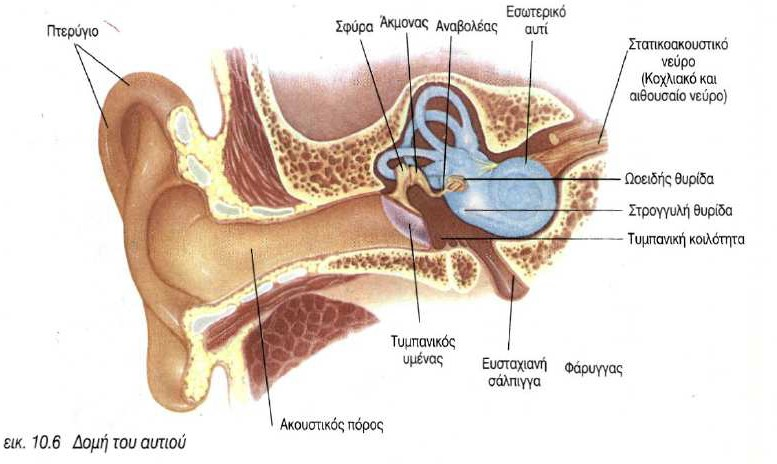 Πτερύγιο
Σφύρα
Άκμονας
Αναβολέας
Εσωτερικό
αυτί
Στατικοακουστικό
νεύρο
(Κοχλιακό και
αιθουσαίο νεύρο)
Ωοειδής θυρίδα
Στρογγυλή θυρίδα
Τυμπανική κοιλότητα
Τυμπανικός
υμένας
Ευσταχιανή
σάλπιγγα
Φάρυγγας
Ακουστικός πόρος
εικ. 10.6 Δομή του αυτιού